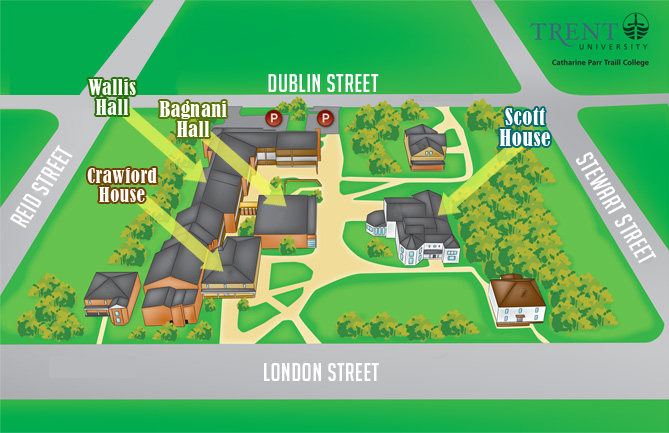 TRENT
UNIVERSITY
Catharine Parr Traill College
DUBLIN STREET
Wallis
Hall
Bagnani
Hall
P
P
Scott
House
Crawford
House
REID STREET
STEWART STREET
LONDON STREET